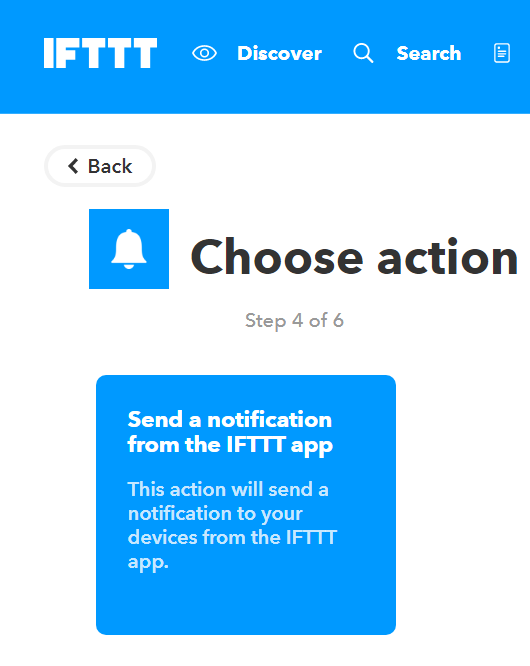 IFTTT Discover Search
Back
Choose action
Step 4 of 6
Send a notification
from the IFTTT app
This action will send a
notification to your
devices from the IFTTT
app.